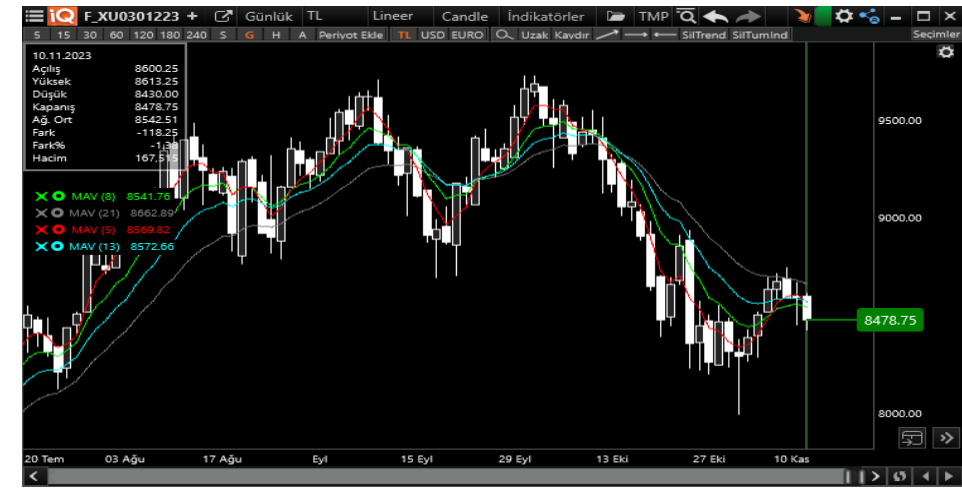 iQ F_XU0301223 + Günlük TL Lineer Candle İndikatörler TMP
5 15 30 60 120 180 240 S G H A Periyot Ekle TL USD EURO Uzak Kaydır SilTrend SilTumInd Seçimler
10.11.2023
Açılış 8600.25
Yüksek 8613.25
Düşük 8430.00
Kapanış 8478.75
Ağ. Ort 8542.51
Fark -118.25
Fark% -1.38
Hacim 167,515
MAV (8) 8541.76
MAV (21) 8662.89
MAV (5) 8569.82
MAV (13) 8572.66
9500.00
9000.00
8478.75
8000.00
20 Tem 03 Ağu 17 Ağu Eyl 15 Eyl 29 Eyl 13 Eki 27 Eki 10 Kas